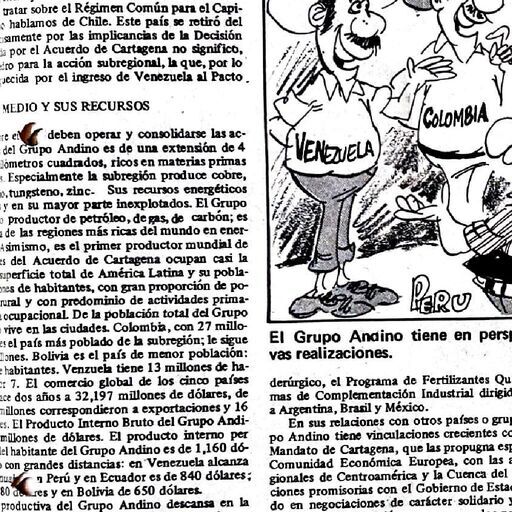 tratar sobre el Régimen Común para el Capi-
hablamos de Chile. Este país se retiró del
samente por las implicancias de la Decisión
por el Acuerdo de Cartagena no significo,
para la acción subregional, la que, por lo
uecida por el ingreso de Venezuela al Pacto
MEDIO Y SUS RECURSOS
deben operar y consolidarse las ac-
del Grupo Andino es de una extensión de 4
lómetros cuadrados, ricos en materias primas
. Especialmente la subregión produce cobre,
tungsteno, zinc- Sus recursos energéticos
y en su mayor parte inexplotados. El Grupo
productor de petróleo, de gas, de carbón; es
de las regiones más ricas del mundo en ener-
Asimismo, es el primer productor mundial de
es del Acuerdo de Cartagena ocupan casi la
superficie total de América Latina y su pobla-
nes de habitantes, con gran proporción de po-
rural y con predominio de actividades prima-
ocupacional. De la población total del Grupo
vive en las ciudades. Colombia, con 27 millo-
el país más poblado de la subregión; le sigue
llones. Bolivia es el país de menor población:
habitantes. Venzuela tiene 13 millones de ha-
7. El comercio global de los cinco países
ce dos años a 32,197 millones de dólares, de
millones correspondieron a exportaciones y 16
es. El Producto Interno Bruto del Grupo Andi-
millones de dólares. El producto interno per
del habitante del Grupo Andino es de 1,160 dó-
con grandes distancias: en Venezuela alcanza
n Perú y en Ecuador es de 840 dólares;
80 res y en Bolivia de 650 dólares.
productiva del Grupo Andino descansa en la
VENEZUELA
COLOMBIA
PERU
El Grupo Andino tiene en persp
vas realizaciones.
derúrgico, el Programa de Fertilizantes Qu
mas de Complementación Industrial dirigid
a Argentina, Brasil y México.
En sus relaciones con otros países o grup
po Andino tiene vinculaciones crecientes co
Mandato de Cartagena, que las propugna esp
Comunidad Económica Europea, con las a
gionales de Centroamérica y la Cuenca del
ciones promisorias con el Gobierno de Estad
do en negociaciones de carácter solidario y